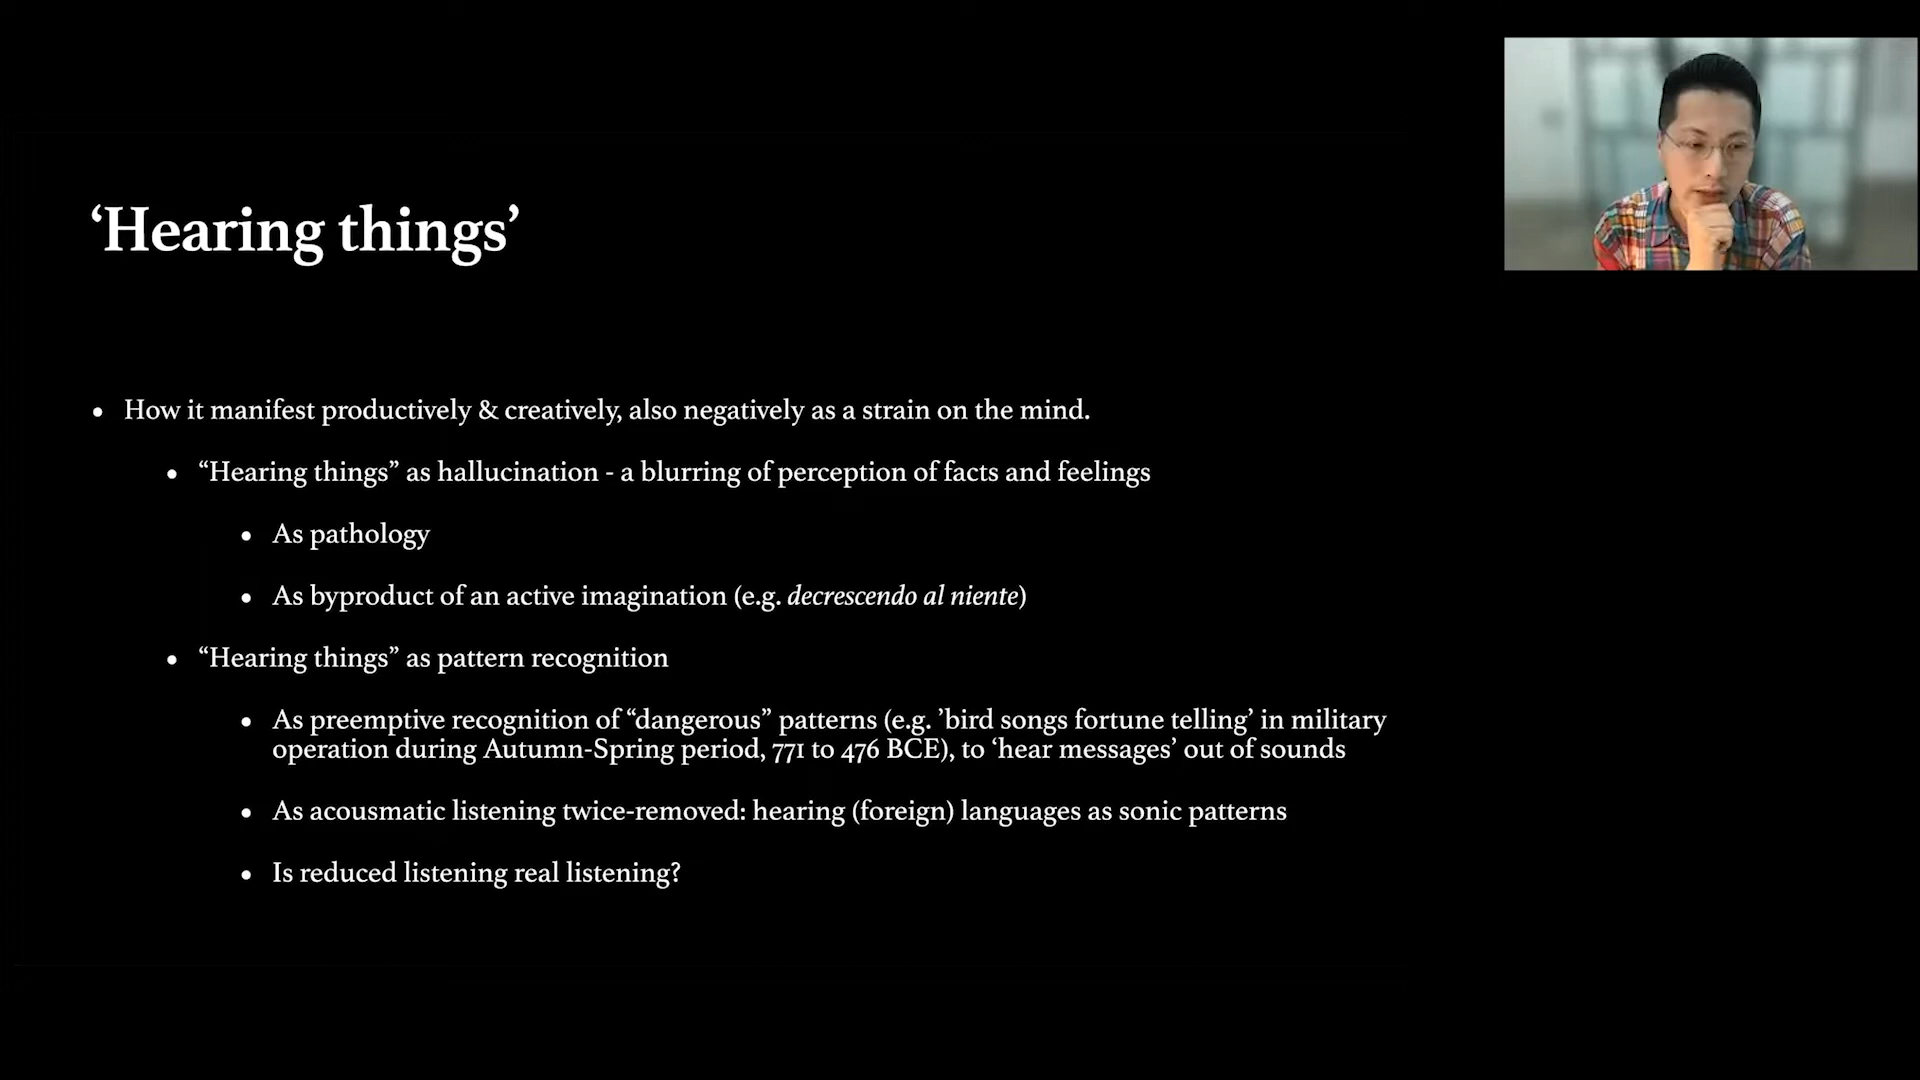 ‘Hearing things’
• How it manifest productively & creatively, also negatively as a strain on the mind.
• “Hearing things” as hallucination - a blurring of perception of facts and feelings
• As pathology
• As byproduct of an active imagination (e.g. decrescendo al niente)
• “Hearing things” as pattern recognition
• As preemptive recognition of “dangerous” patterns (e.g. ’bird songs fortune telling’ in military
operation during Autumn-Spring period, 771 to 476 BCE), to ‘hear messages’ out of sounds
• As acousmatic listening twice-removed: hearing (foreign) languages as sonic patterns
• Is reduced listening real listening?